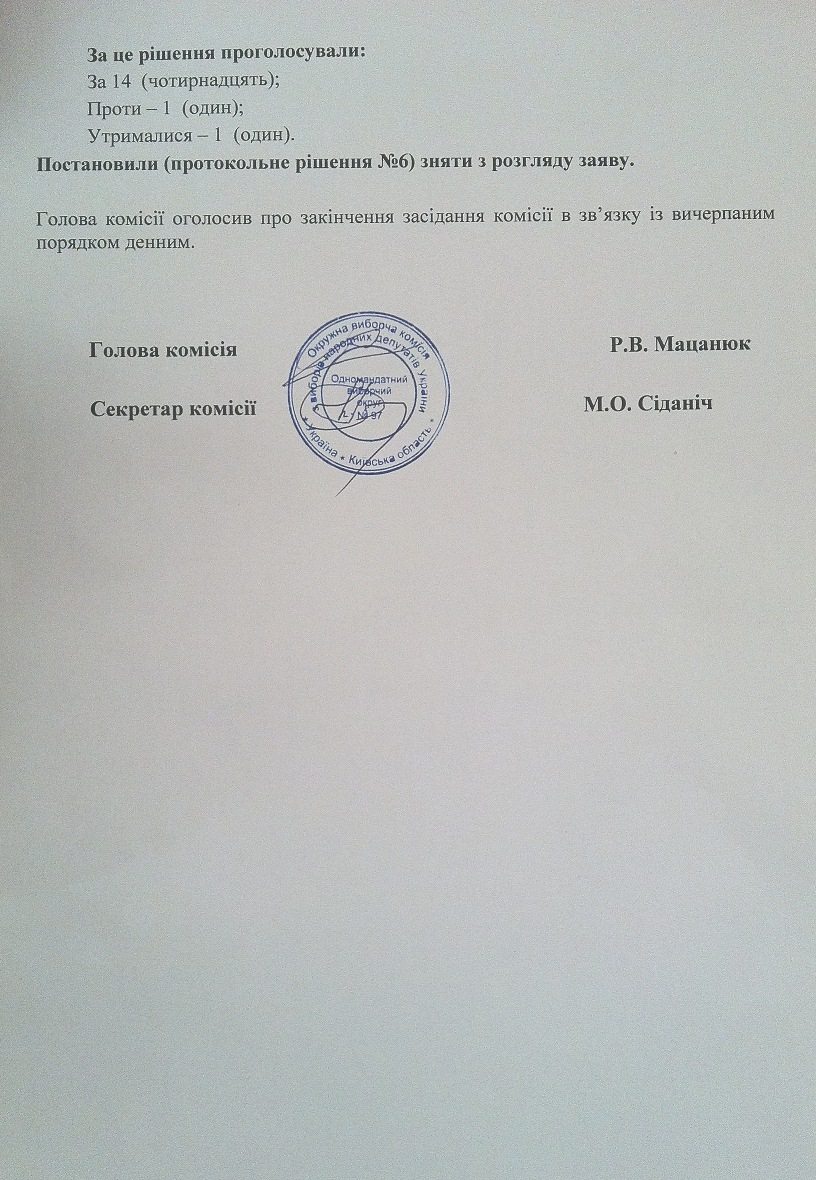 За це рішення проголосували:
За 14 (чотирнадцять);
Проти – 1 (один);
Утрималися – 1 (один).
Постановили (протокольне рішення №6) зняти з розгляду заяву.
Голова комісії оголосив про закінчення засідання комісії в зв’язку із вичерпаним
порядком денним.
Голова комісія
Р.В. Мацанюк
Окружна виборча комісія
з виборів народних депутатів України
Одномандатний
виборчий
округ
№ 97
* Україна * Київська область *
Секретар комісії
М.О. Сіданіч